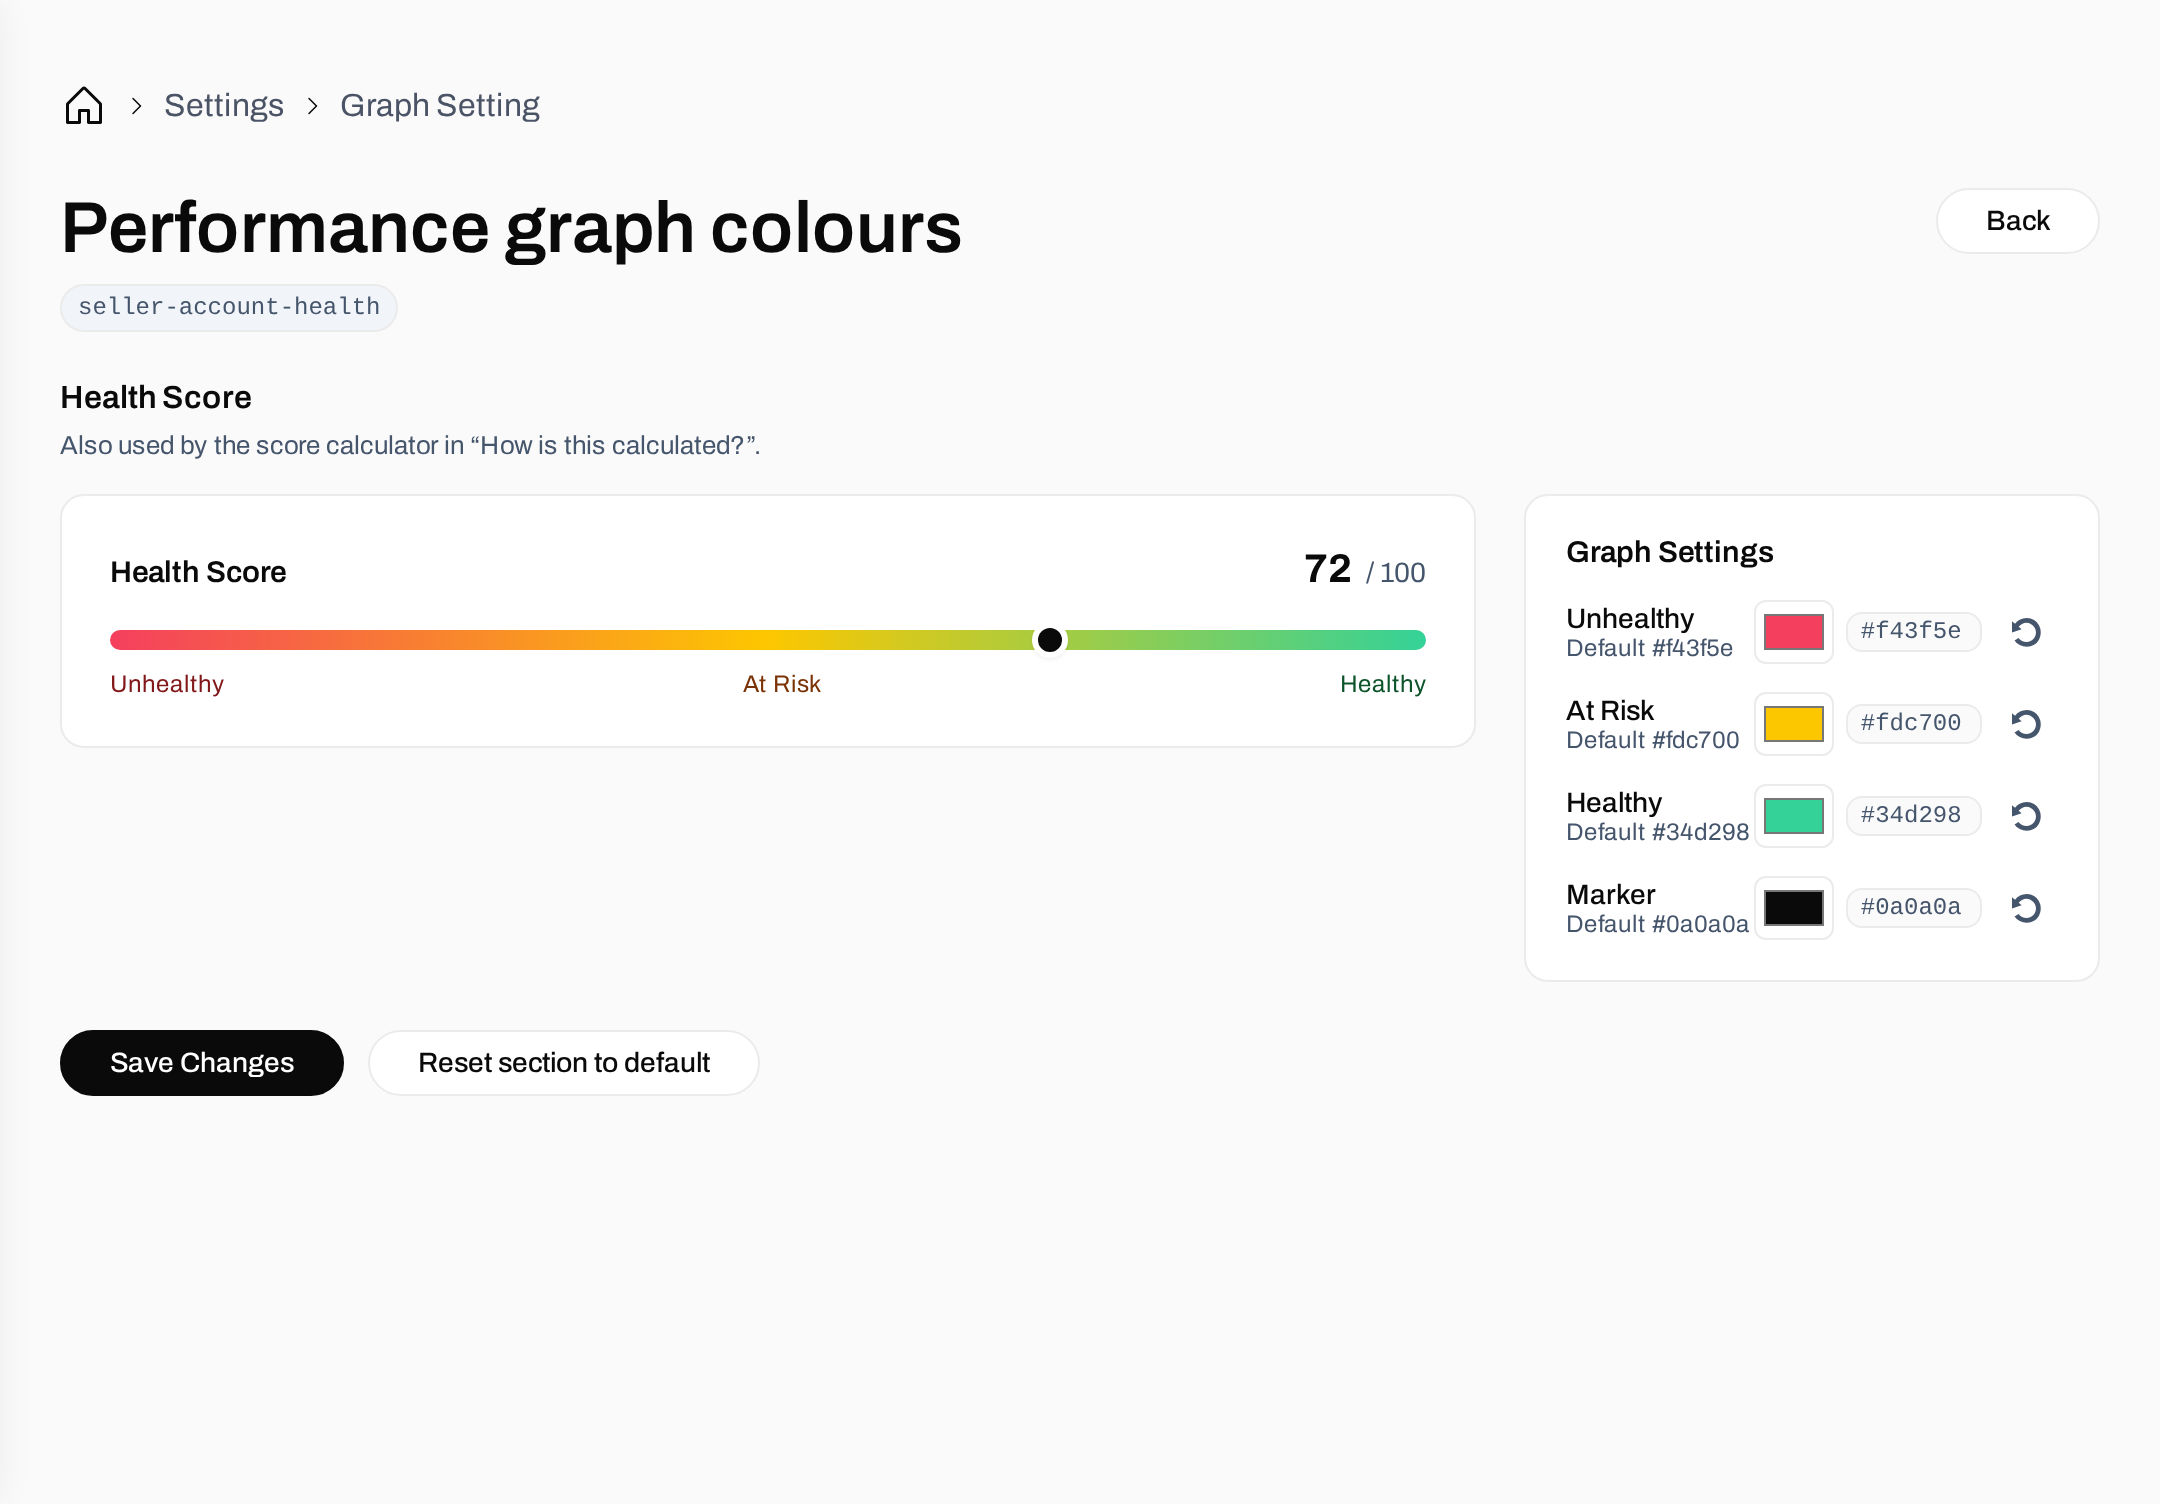 Settings > Graph Setting
Performance graph colours
Back
seller-account-health
Health Score
Also used by the score calculator in “How is this calculated?”.
Health Score
72 / 100
Unhealthy At Risk Healthy
Graph Settings
Unhealthy
Default #f43f5e
#f43f5e
At Risk
Default #fdc700
#fdc700
Healthy
Default #34d298
#34d298
Marker
Default #0a0a0a
#0a0a0a
Save Changes
Reset section to default